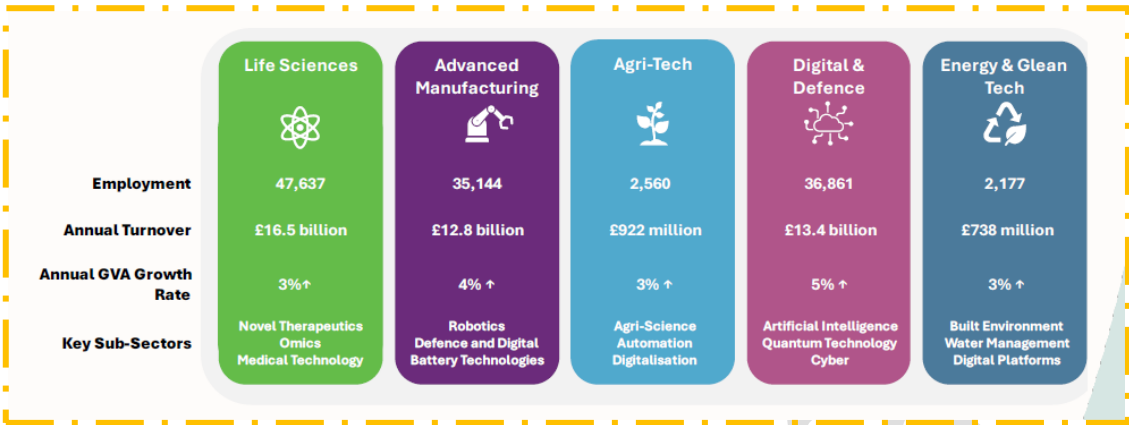 Life Sciences
Advanced
Manufacturing
Agri-Tech
Digital &
Defence
Energy & Glean
Tech
Employment
47,637
35,144
2,560
36,861
2,177
Annual Turnover
£16.5 billion
£12.8 billion
£922 million
£13.4 billion
£738 million
Annual GVA Growth
Rate
3%↑
4% ↑
3% ↑
5% ↑
3% ↑
Key Sub-Sectors
Novel Therapeutics
Omics
Medical Technology
Robotics
Defence and Digital
Battery Technologies
Agri-Science
Automation
Digitalisation
Artificial Intelligence
Quantum Technology
Cyber
Built Environment
Water Management
Digital Platforms